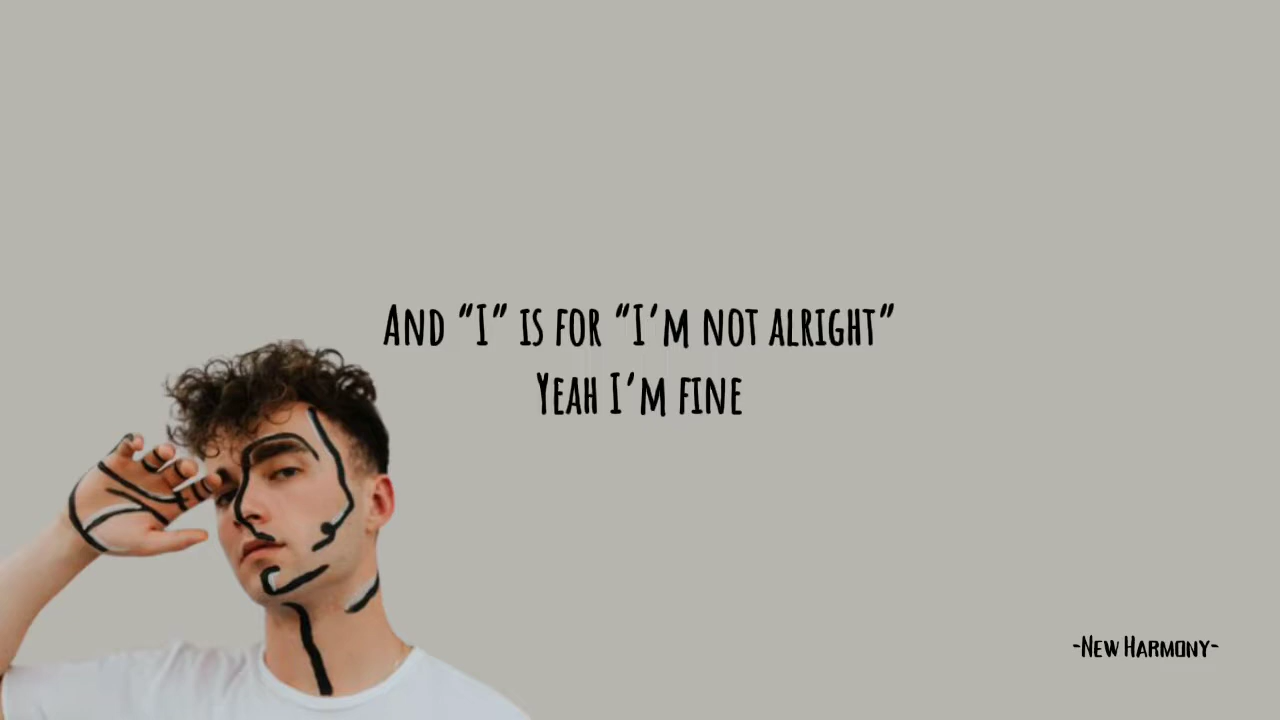 And “I” is for “I’m not alright”
Yeah I’m fine
-New Harmony-